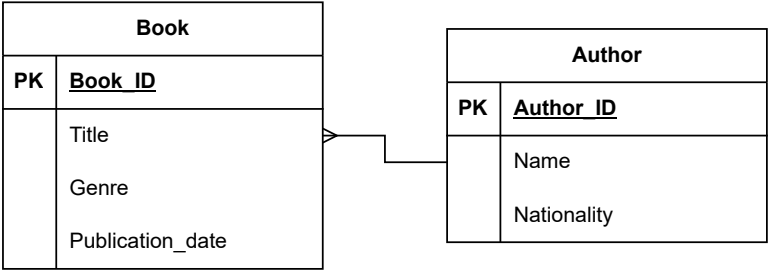 Book
PK Book_ID
Title
Genre
Publication_date
Author
PK Author_ID
Name
Nationality